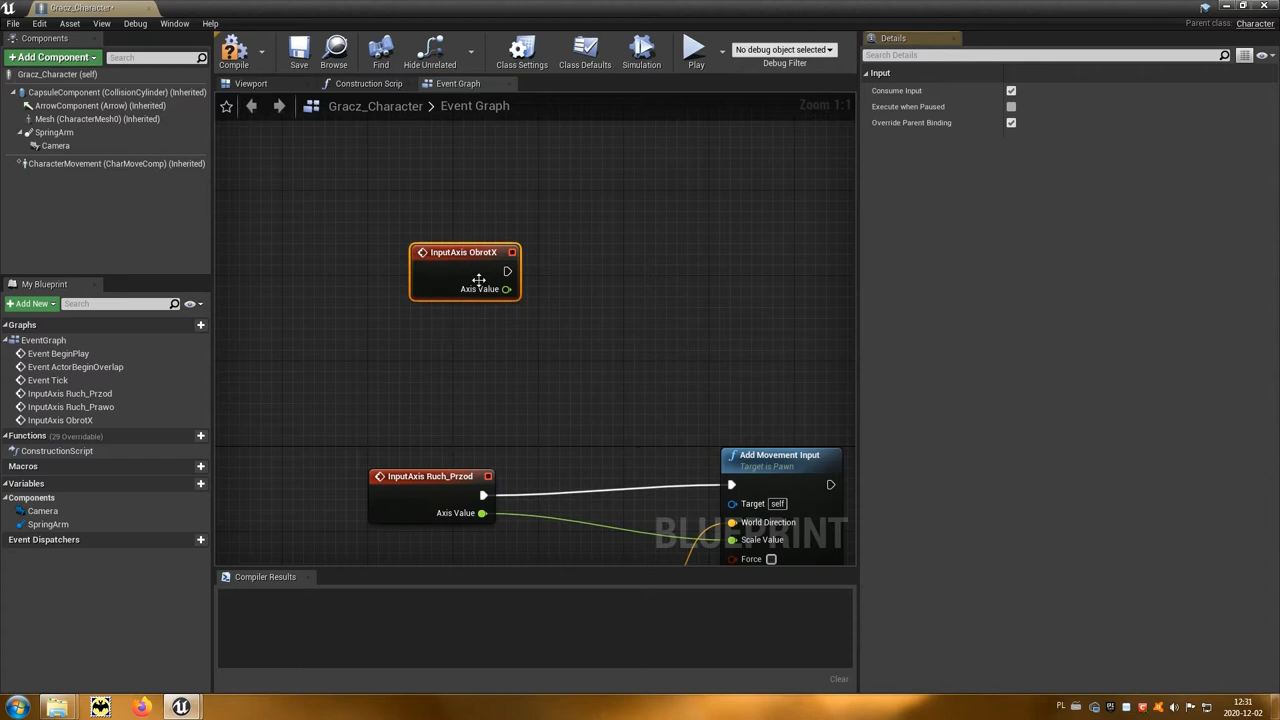 Gracz_Character*
File Edit Asset View Debug Window Help
Parent class: Character
Components
+ Add Component Search
Gracz_Character (self)
CapsuleComponent (CollisionCylinder) (Inherited)
ArrowComponent (Arrow) (Inherited)
Mesh (CharacterMesh0) (Inherited)
SpringArm
Camera
CharacterMovement (CharMoveComp) (Inherited)
My Blueprint
+ Add New Search
Graphs
EventGraph
Event BeginPlay
Event ActorBeginOverlap
Event Tick
InputAxis Ruch_Przod
InputAxis Ruch_Prawo
InputAxis ObrotX
Functions (29 Overridable)
ConstructionScript
Macros
Variables
Components
Camera
SpringArm
Event Dispatchers
Compile Save Browse Find Hide Unrelated Class Settings Class Defaults Simulation Play
No debug object selected
Debug Filter
Viewport Construction Scrip Event Graph
Gracz_Character > Event Graph
Zoom 1:1
InputAxis ObrotX
Axis Value
InputAxis Ruch_Przod
Axis Value
Add Movement Input
Target is Pawn
Target self
World Direction
Scale Value
Force
BLUEPRINT
Compiler Results
Clear
Details
Search Details
Input
Consume Input
Execute when Paused
Override Parent Binding
PL
12:31
2020-12-02